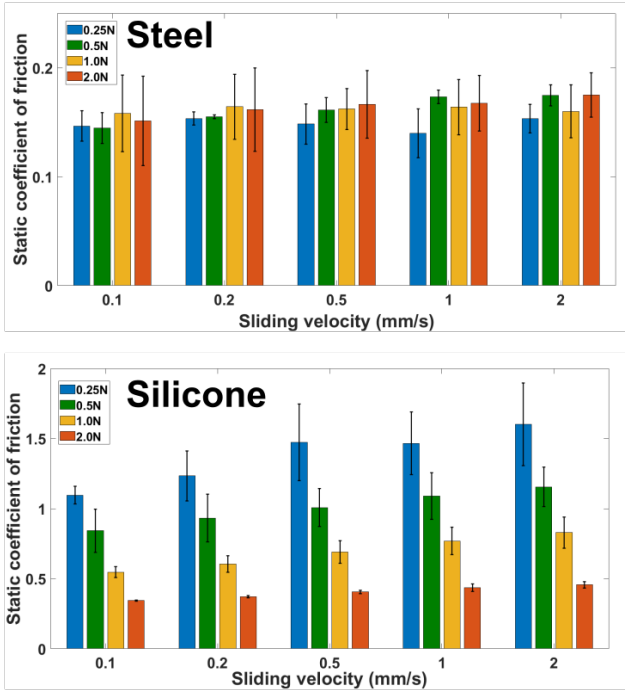 Steel
0.25N
0.5N
1.0N
2.0N
Static coefficient of friction
0.2
0.1
0
0.1 0.2 0.5 1 2
Sliding velocity (mm/s)
Silicone
0.25N
0.5N
1.0N
2.0N
Static coefficient of friction
2
1.5
1
0.5
0
0.1 0.2 0.5 1 2
Sliding velocity (mm/s)